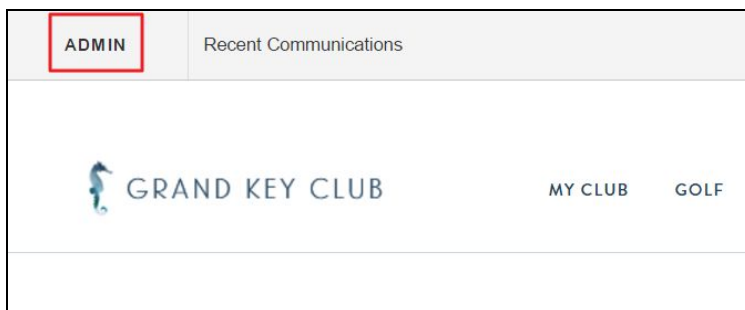 ADMIN Recent Communications
GRAND KEY CLUB MY CLUB GOLF